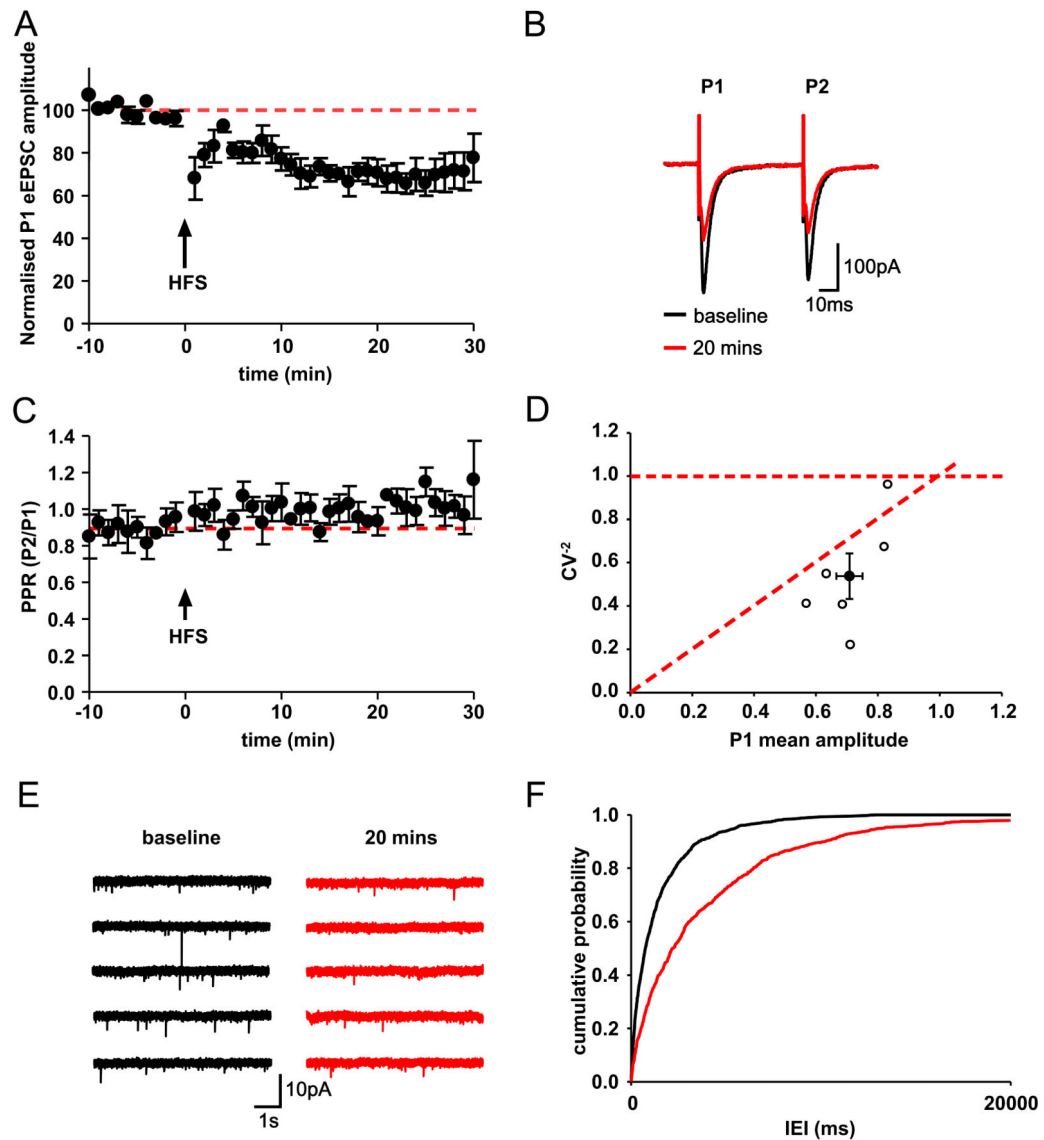 A
Normalised P1 eEPSC amplitude
100
80
60
40
20
0
HFS
-10 0 10 20 30
time (min)
B
P1 P2
100pA
10ms
baseline
20 mins
C
PPR (P2/P1)
1.4
1.2
1.0
0.8
0.6
0.4
0.2
0.0
HFS
-10 0 10 20 30
time (min)
D
CV-2
1.2
1.0
0.8
0.6
0.4
0.2
0.0
0.0 0.2 0.4 0.6 0.8 1.0 1.2
P1 mean amplitude
E
baseline 20 mins
10pA
1s
F
cumulative probability
1.0
0.8
0.6
0.4
0.2
0.0
0 20000
IEI (ms)